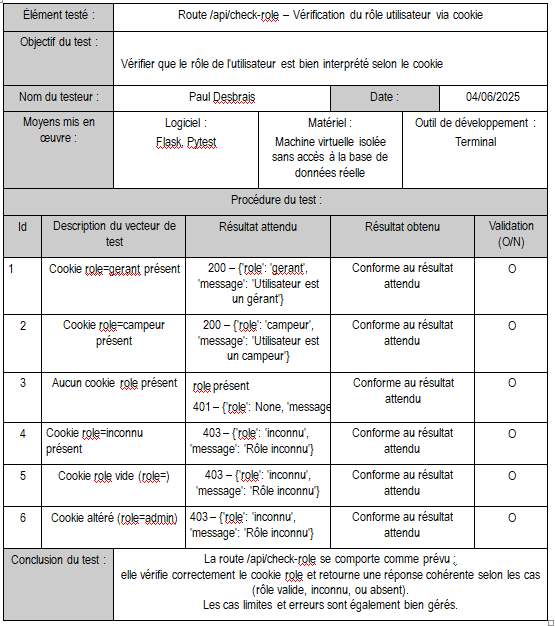 Élément testé :
Route /api/check-role – Vérification du rôle utilisateur via cookie
Objectif du test :
Vérifier que le rôle de l'utilisateur est bien interprété selon le cookie
Nom du testeur :
Paul Desbrais
Date :
04/06/2025
Moyens mis en
œuvre :
Logiciel :
Flask, Pytest
Matériel :
Machine virtuelle isolée
sans accès à la base de
données réelle
Outil de développement :
Terminal
Procédure du test :
Id
Description du vecteur de
test
Résultat attendu
Résultat obtenu
Validation
(O/N)
1
Cookie role=gerant présent
200 – {'role': 'gerant',
'message': 'Utilisateur est
un gérant'}
Conforme au résultat
attendu
O
2
Cookie role=campeur
présent
200 – {'role': 'campeur',
'message': 'Utilisateur est
un campeur'}
Conforme au résultat
attendu
O
3
Aucun cookie role présent
role présent
401 – {'role': None, 'message
Conforme au résultat
attendu
O
4
Cookie role=inconnu
présent
403 – {'role': 'inconnu',
'message': 'Rôle inconnu'}
Conforme au résultat
attendu
O
5
Cookie role vide (role=)
403 – {'role': 'inconnu',
'message': 'Rôle inconnu'}
Conforme au résultat
attendu
O
6
Cookie altéré (role=admin)
403 – {'role': 'inconnu',
'message': 'Rôle inconnu'}
Conforme au résultat
attendu
O
Conclusion du test :
La route /api/check-role se comporte comme prévu :
elle vérifie correctement le cookie role et retourne une réponse cohérente selon les cas
(rôle valide, inconnu, ou absent).
Les cas limites et erreurs sont également bien gérés.